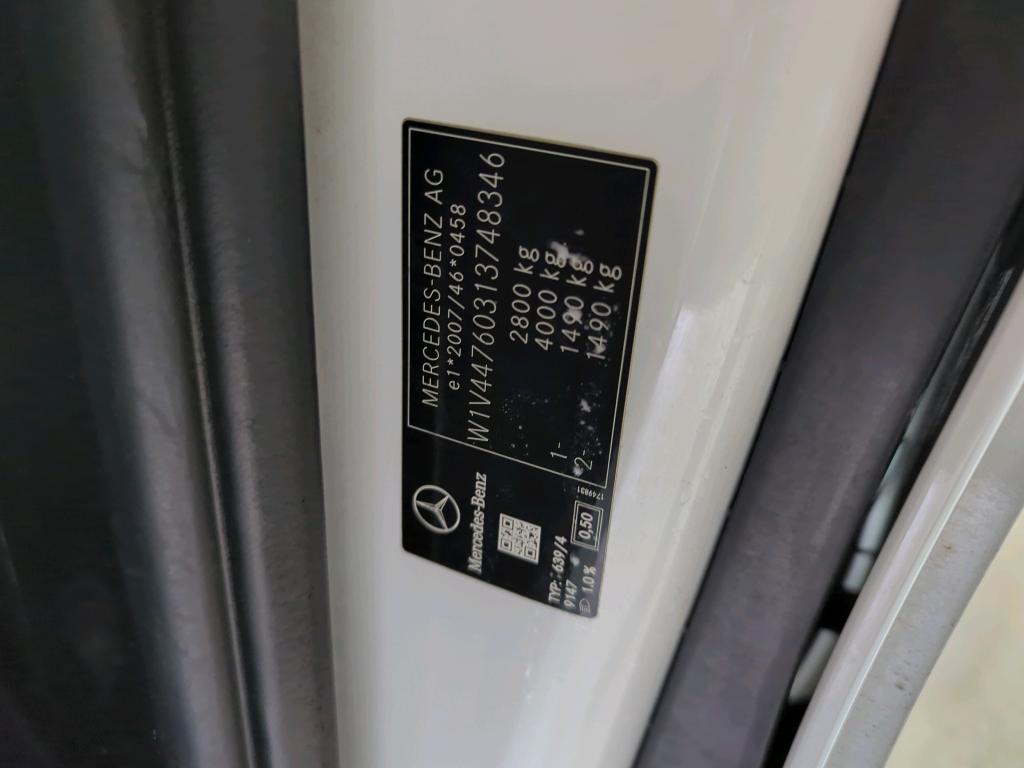 MERCEDES-BENZ AG
e1*2007/46*0458
W1V44760313748346
2800 kg
4000 kg
1- 1490 kg
2- 1490 kg
Mercedes-Benz
TYP: 639/4
9147
1.0% 0,50
1749831